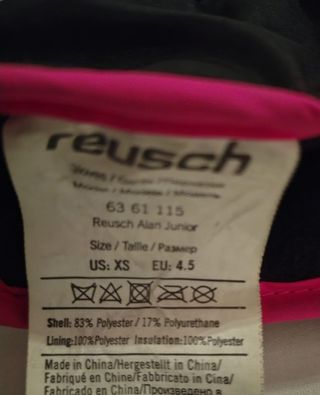 reusch
63 61 115
Reusch Alan Junior
Size / Taille / Размер
US: XS EU: 4.5
Shell: 83% Polyester / 17% Polyurethane
Lining:100%Polyester Insulation:100%Polyester
Made in China/Hergestellt in China/
Fabriqué en China/Fabbricato in Cina/
Fabricado en China/Произведено в